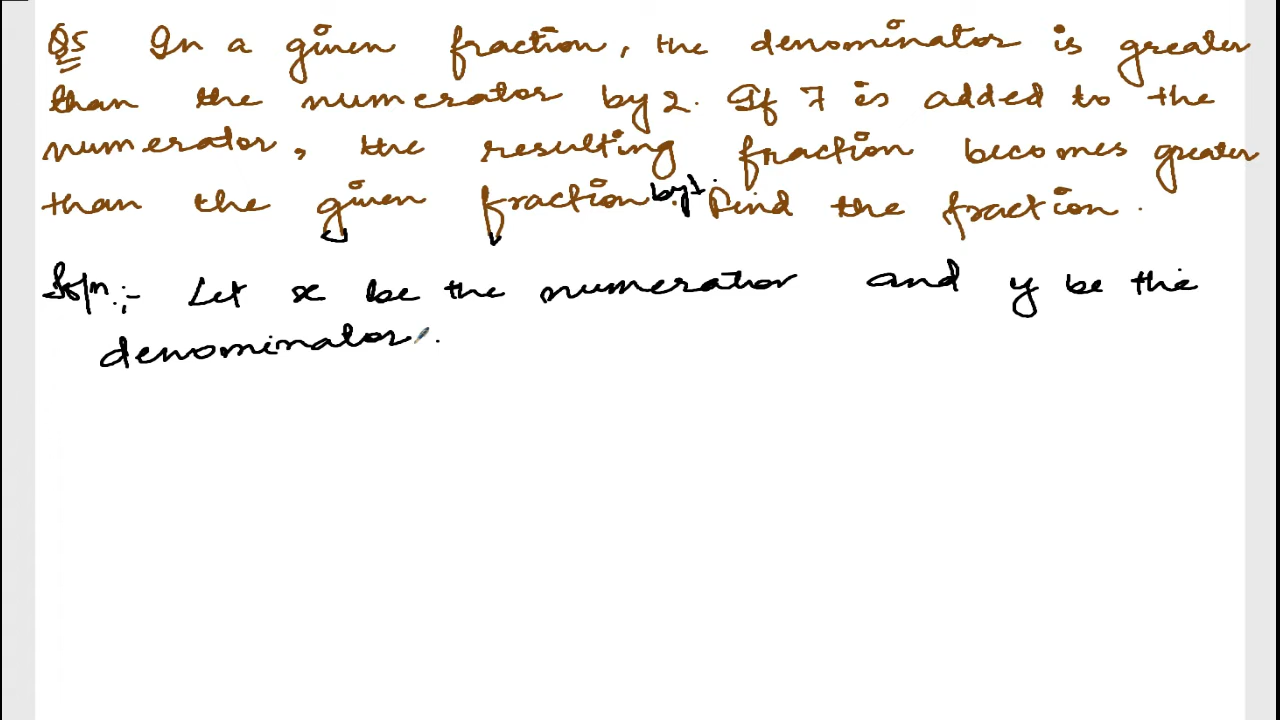 Q5 In a given fraction, the denominator is greater
than the numerator by 2. If 7 is added to the
numerator, the resulting fraction becomes greater
than the given fraction by 1. Find the fraction.
Soln:- Let x be the numerator and y be the
denominator.